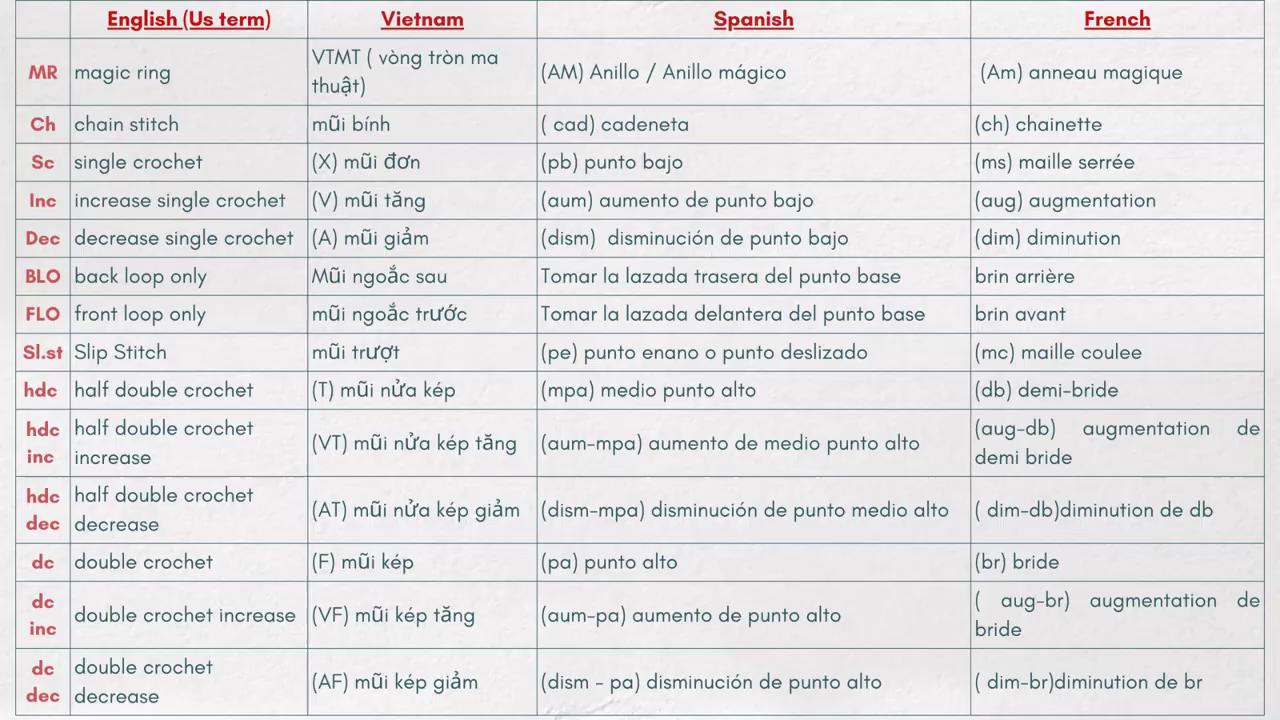 English (Us term) Vietnam Spanish French
MR magic ring VTMT ( vòng tròn ma thuật) (AM) Anillo / Anillo mágico (Am) anneau magique
Ch chain stitch mũi bính ( cad) cadeneta (ch) chainette
Sc single crochet (X) mũi đơn (pb) punto bajo (ms) maille serrée
Inc increase single crochet (V) mũi tăng (aum) aumento de punto bajo (aug) augmentation
Dec decrease single crochet (A) mũi giảm (dism) disminución de punto bajo (dim) diminution
BLO back loop only Mũi ngoắc sau Tomar la lazada trasera del punto base brin arrière
FLO front loop only mũi ngoắc trước Tomar la lazada delantera del punto base brin avant
Sl.st Slip Stitch mũi trượt (pe) punto enano o punto deslizado (mc) maille coulee
hdc half double crochet (T) mũi nửa kép (mpa) medio punto alto (db) demi-bride
hdc inc half double crochet increase (VT) mũi nửa kép tăng (aum-mpa) aumento de medio punto alto (aug-db) augmentation de demi bride
hdc dec half double crochet decrease (AT) mũi nửa kép giảm (dism-mpa) disminución de punto medio alto ( dim-db)diminution de db
dc double crochet (F) mũi kép (pa) punto alto (br) bride
dc inc double crochet increase (VF) mũi kép tăng (aum-pa) aumento de punto alto ( aug-br) augmentation de bride
dc dec double crochet decrease (AF) mũi kép giảm (dism - pa) disminución de punto alto ( dim-br)diminution de br